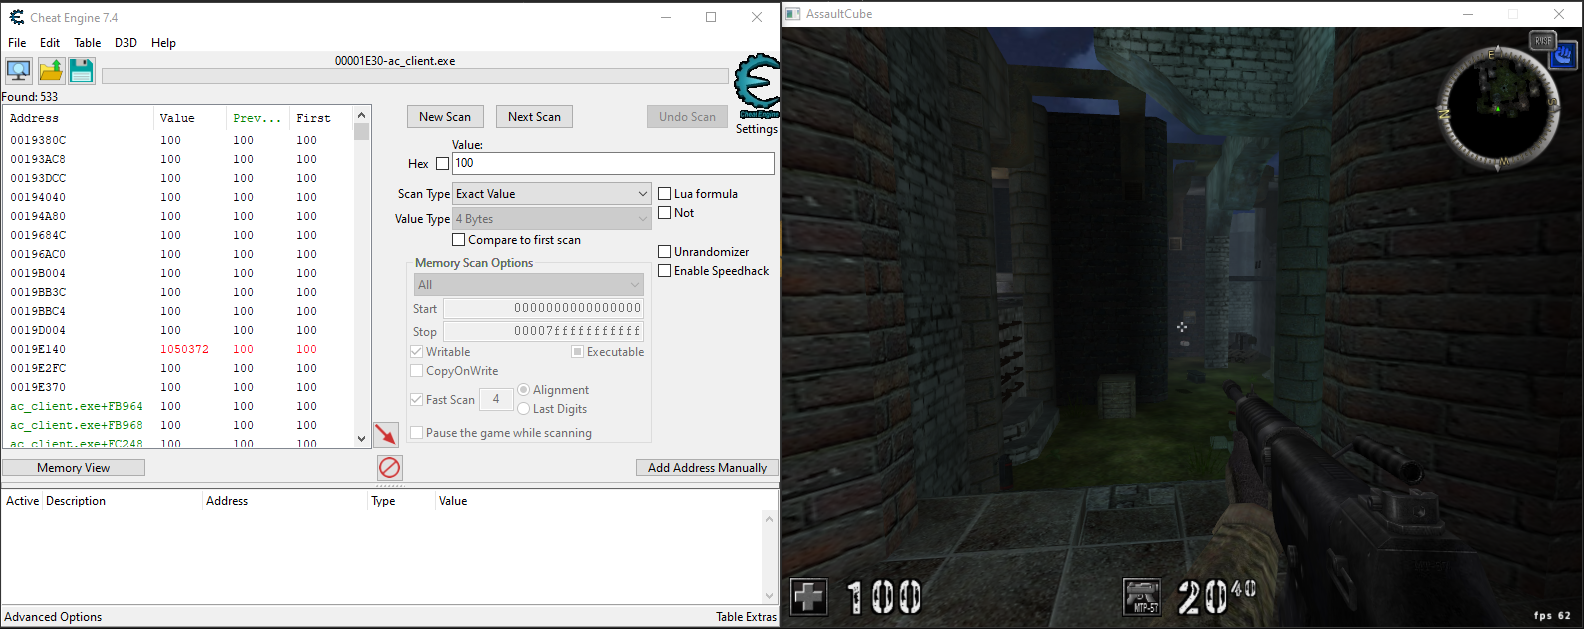 Cheat Engine 7.4
File Edit Table D3D Help
00001E30-ac_client.exe
Found: 533
Address Value Prev... First
0019380C 100 100 100
00193AC8 100 100 100
00193DCC 100 100 100
00194040 100 100 100
00194A80 100 100 100
0019684C 100 100 100
00196AC0 100 100 100
0019B004 100 100 100
0019BB3C 100 100 100
0019BBC4 100 100 100
0019D004 100 100 100
0019E140 1050372 100 100
0019E2FC 100 100 100
0019E370 100 100 100
ac_client.exe+FB964 100 100 100
ac_client.exe+FB968 100 100 100
ac_client.exe+FC248 100 100 100
Memory View
New Scan Next Scan Undo Scan
Cheat Engine
Settings
Value:
Hex 100
Scan Type Exact Value
Lua formula
Value Type 4 Bytes
Not
Compare to first scan
Unrandomizer
Enable Speedhack
Memory Scan Options
All
Start 0000000000000000
Stop 00007fffffffffff
Writable Executable
CopyOnWrite
Fast Scan 4 Alignment
Last Digits
Pause the game while scanning
Add Address Manually
Active Description Address Type Value
Advanced Options Table Extras
AssaultCube
RVSF
E
N
S
W
100
MTP-57
20 40
fps 62